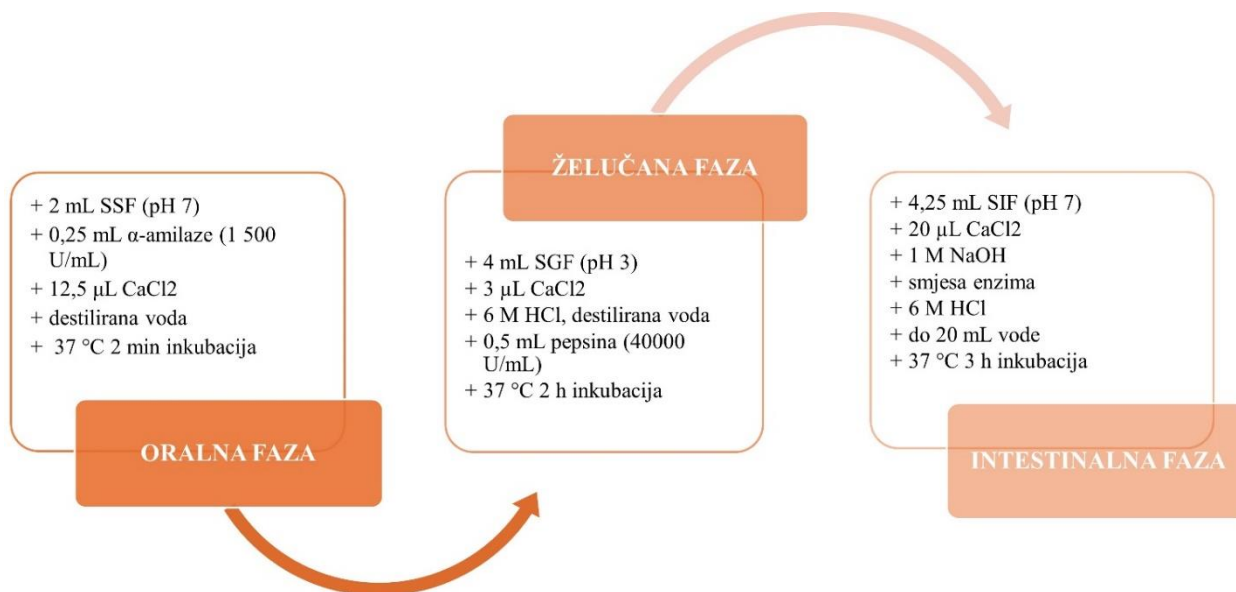 + 2 mL SSF (pH 7)
+ 0,25 mL α-amilaze (1 500
U/mL)
+ 12,5 µL CaCl2
+ destilirana voda
+ 37 °C 2 min inkubacija
ORALNA FAZA
ŽELUČANA FAZA
+ 4 mL SGF (pH 3)
+ 3 µL CaCl2
+ 6 M HCl, destilirana voda
+ 0,5 mL pepsina (40000
U/mL)
+ 37 °C 2 h inkubacija
+ 4,25 mL SIF (pH 7)
+ 20 µL CaCl2
+ 1 M NaOH
+ smjesa enzima
+ 6 M HCl
+ do 20 mL vode
+ 37 °C 3 h inkubacija
INTESTINALNA FAZA